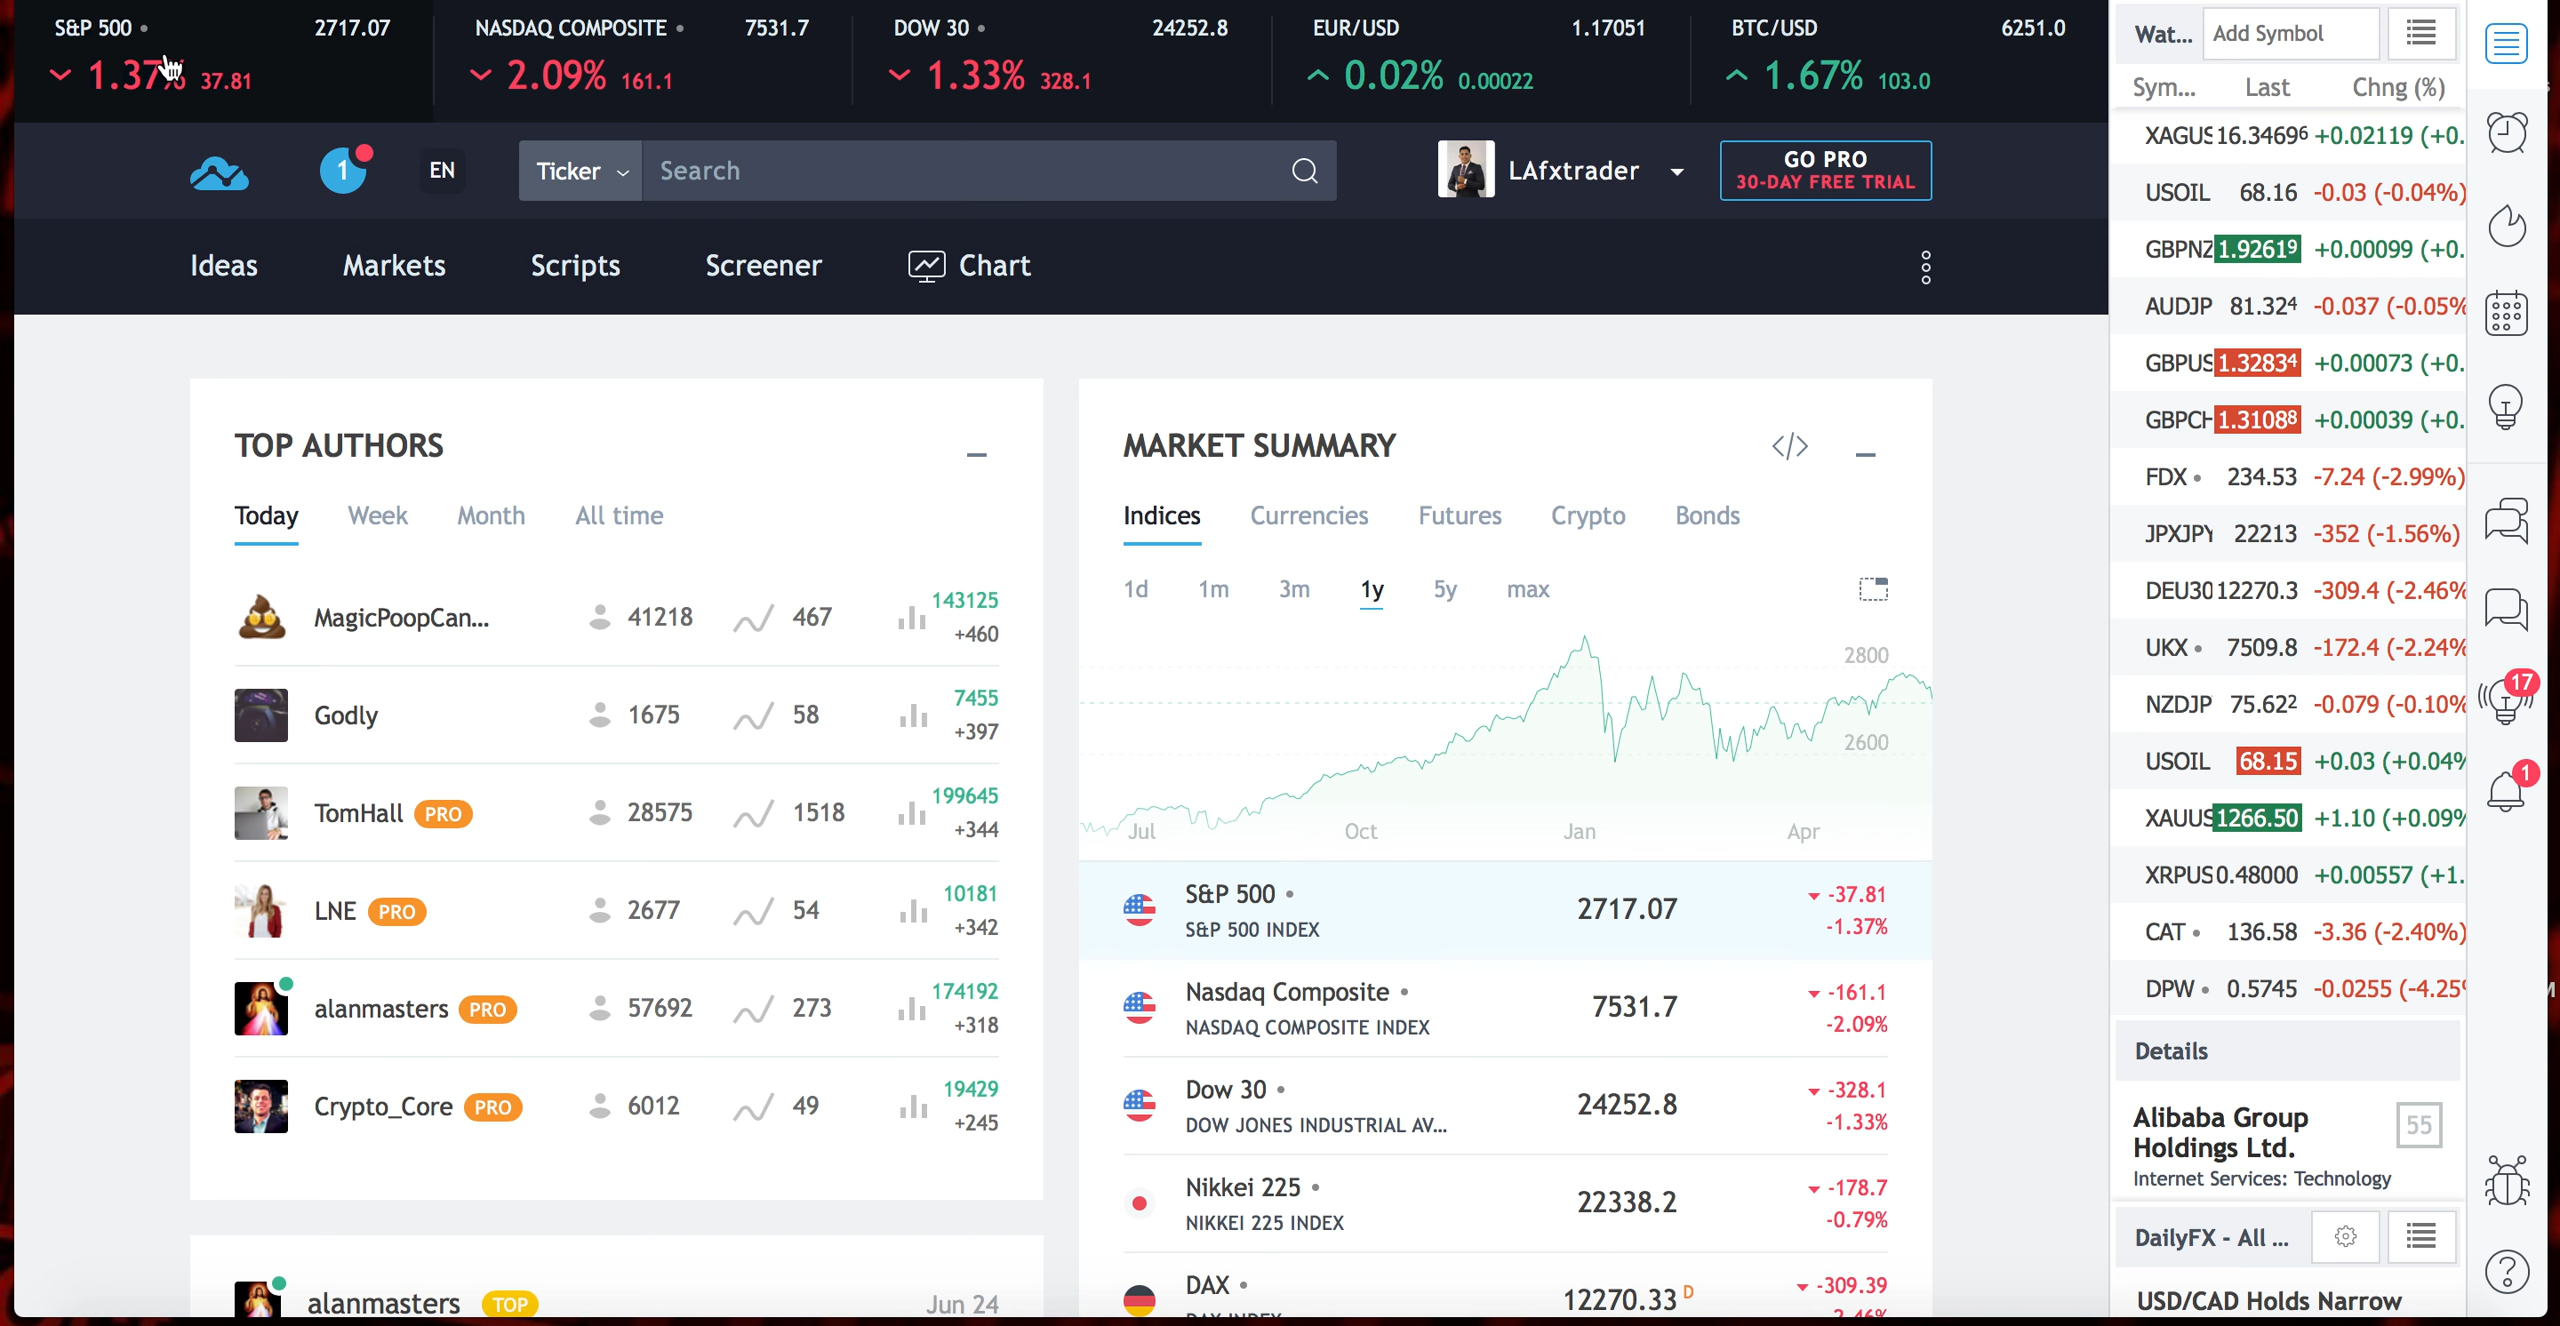 S&P 500 2717.07
1.37% 37.81
NASDAQ COMPOSITE 7531.7
2.09% 161.1
DOW 30 24252.8
1.33% 328.1
EUR/USD 1.17051
0.02% 0.00022
BTC/USD 6251.0
1.67% 103.0
1
EN
Ticker
Search
LAfxtrader
GO PRO
30-DAY FREE TRIAL
Ideas Markets Scripts Screener Chart
TOP AUTHORS
Today Week Month All time
MagicPoopCan... 41218 467 143125
+460
Godly 1675 58 7455
+397
TomHall PRO 28575 1518 199645
+344
LNE PRO 2677 54 10181
+342
alanmasters PRO 57692 273 174192
+318
Crypto_Core PRO 6012 49 19429
+245
alanmasters TOP Jun 24
MARKET SUMMARY </>
Indices Currencies Futures Crypto Bonds
1d 1m 3m 1y 5y max
2800
2600
Jul Oct Jan Apr
S&P 500 2717.07 -37.81
S&P 500 INDEX -1.37%
Nasdaq Composite 7531.7 -161.1
NASDAQ COMPOSITE INDEX -2.09%
Dow 30 24252.8 -328.1
DOW JONES INDUSTRIAL AV... -1.33%
Nikkei 225 22338.2 -178.7
NIKKEI 225 INDEX -0.79%
DAX 12270.33 D -309.39
Wat... Add Symbol
Sym... Last Chng (%)
XAGUS 16.34696 +0.02119 (+0.
USOIL 68.16 -0.03 (-0.04%)
GBPNZ 1.92619 +0.00099 (+0.
AUDJP 81.324 -0.037 (-0.05%
GBPUS 1.32834 +0.00073 (+0.
GBPCH 1.31088 +0.00039 (+0.
FDX 234.53 -7.24 (-2.99%)
JPXJPY 22213 -352 (-1.56%)
DEU30 12270.3 -309.4 (-2.46%
UKX 7509.8 -172.4 (-2.24%
NZDJP 75.622 -0.079 (-0.10%
USOIL 68.15 +0.03 (+0.04%
XAUUS 1266.50 +1.10 (+0.09%
XRPUS 0.48000 +0.00557 (+1.
CAT 136.58 -3.36 (-2.40%)
DPW 0.5745 -0.0255 (-4.25%
Details
Alibaba Group
Holdings Ltd.
55
Internet Services: Technology
DailyFX - All ...
USD/CAD Holds Narrow
17
1